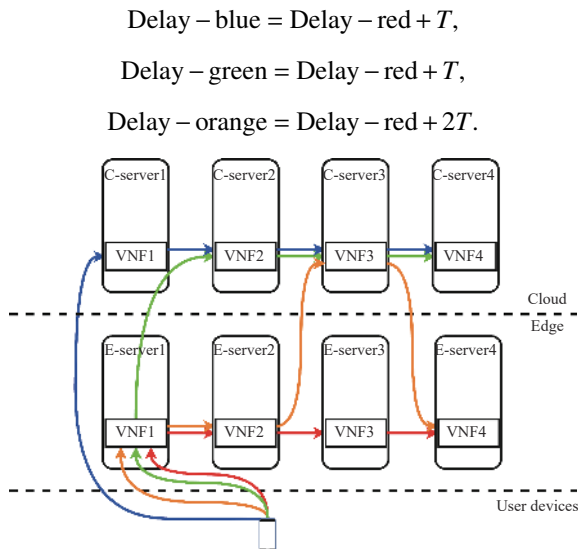 Delay − blue = Delay − red + T,
Delay − green = Delay − red + T,
Delay − orange = Delay − red + 2T.
C-server1 C-server2 C-server3 C-server4
VNF1 VNF2 VNF3 VNF4
Cloud
Edge
E-server1 E-server2 E-server3 E-server4
VNF1 VNF2 VNF3 VNF4
User devices